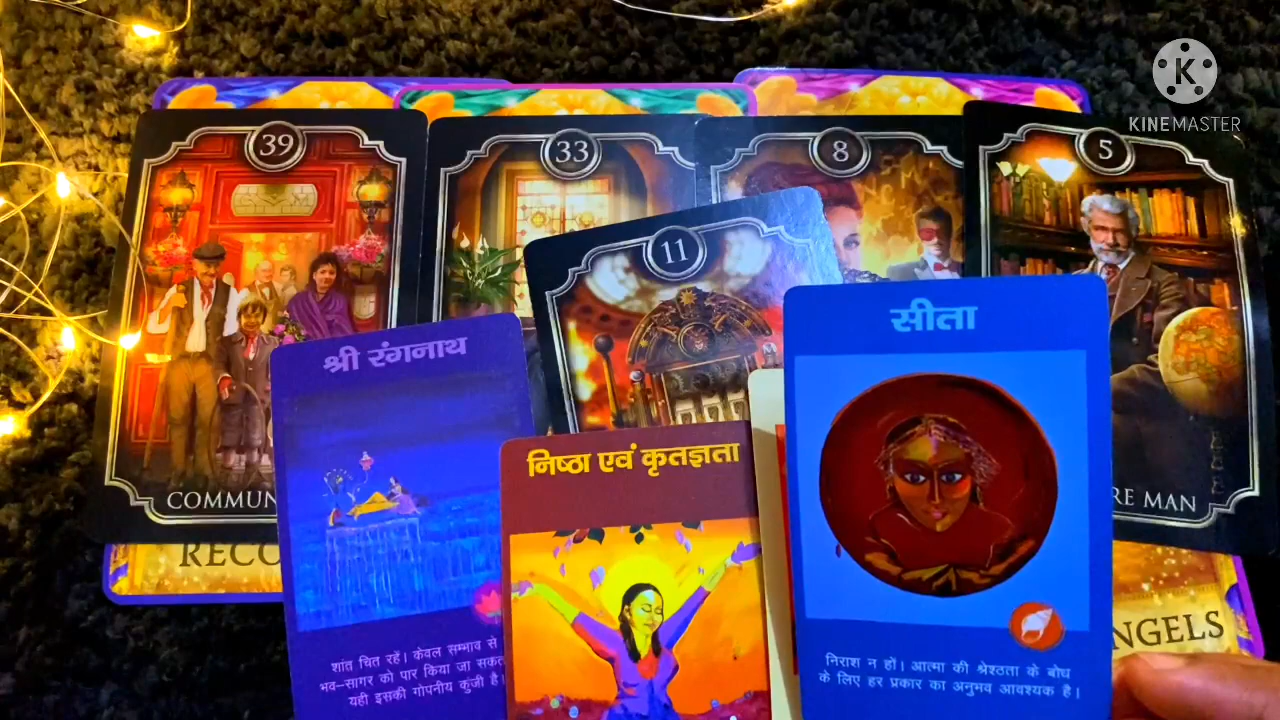 KINEMASTER
39
33
8
5
11
COMMUN
RE MAN
RECO
NGELS
श्री रंगनाथ
शांत चित रहें। केवल सम्भाव से
भव–सागर को पार किया जा सकत
यही इसकी गोपनीय कुंजी है।
निष्ठा एवं कृतज्ञता
सीता
निराश न हों। आत्मा की श्रेश्ठता के बोध
के लिए हर प्रकार का अनुभव आवश्यक है।